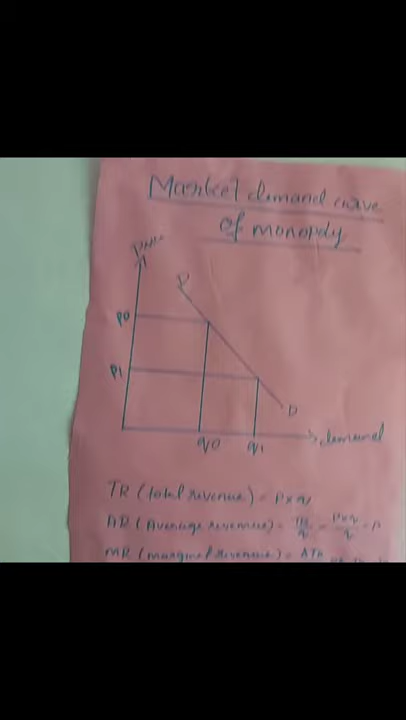 Market demand curve
of monopoly
price
D
p0
p1
D
demand
q0
q1
TR (total revenue) = P x q
AR (Average revenue) = TR/q = P x q/q = P
MR (marginal revenue) =